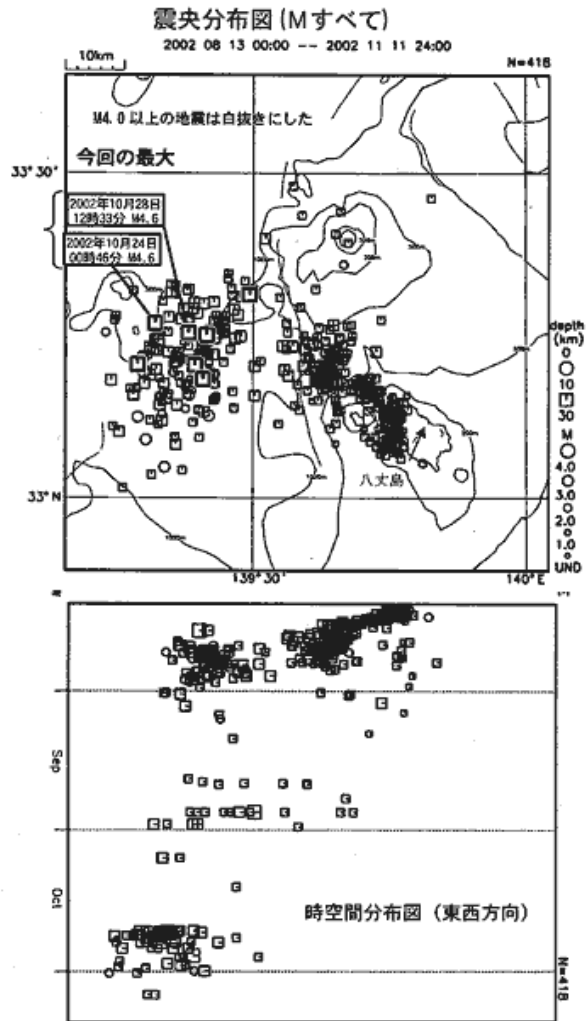 震央分布図(Mすべて)
2002 08 13 00:00 -- 2002 11 11 24:00
10km
N=418
M4.0以上の地震は白抜きにした
今回の最大
33°30'
2002年10月28日
12時33分 M4.6
2002年10月24日
00時46分 M4.6
depth
(km)
0
10
30
M
4.0
3.0
2.0
1.0
UND
八丈島
33°N
139°30'
140°E
Sep
Oct
時空間分布図(東西方向)
N=418